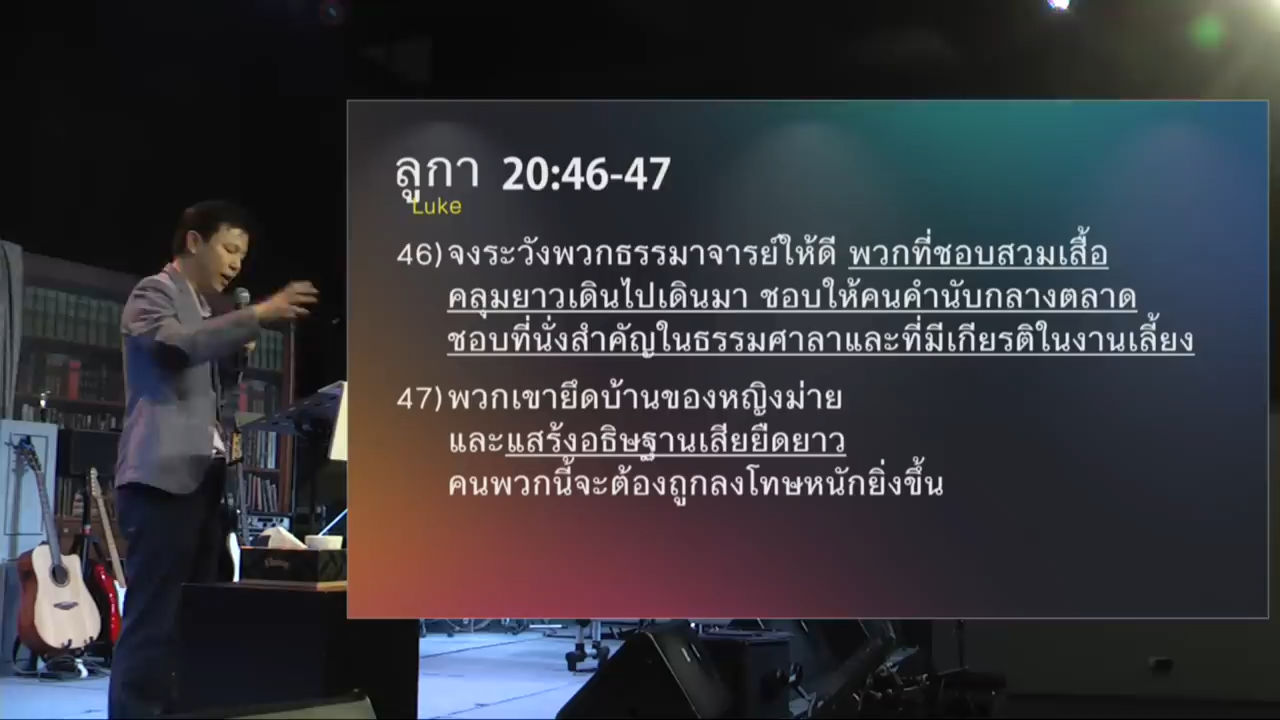 ลูกา 20:46-47
Luke
46) จงระวังพวกธรรมาจารย์ให้ดี พวกที่ชอบสวมเสื้อ
คลุมยาวเดินไปเดินมา ชอบให้คนคำนับกลางตลาด
ชอบที่นั่งสำคัญในธรรมศาลาและที่มีเกียรติในงานเลี้ยง
47) พวกเขายึดบ้านของหญิงม่าย
และแสร้งอธิษฐานเสียยืดยาว
คนพวกนี้จะต้องถูกลงโทษหนักยิ่งขึ้น